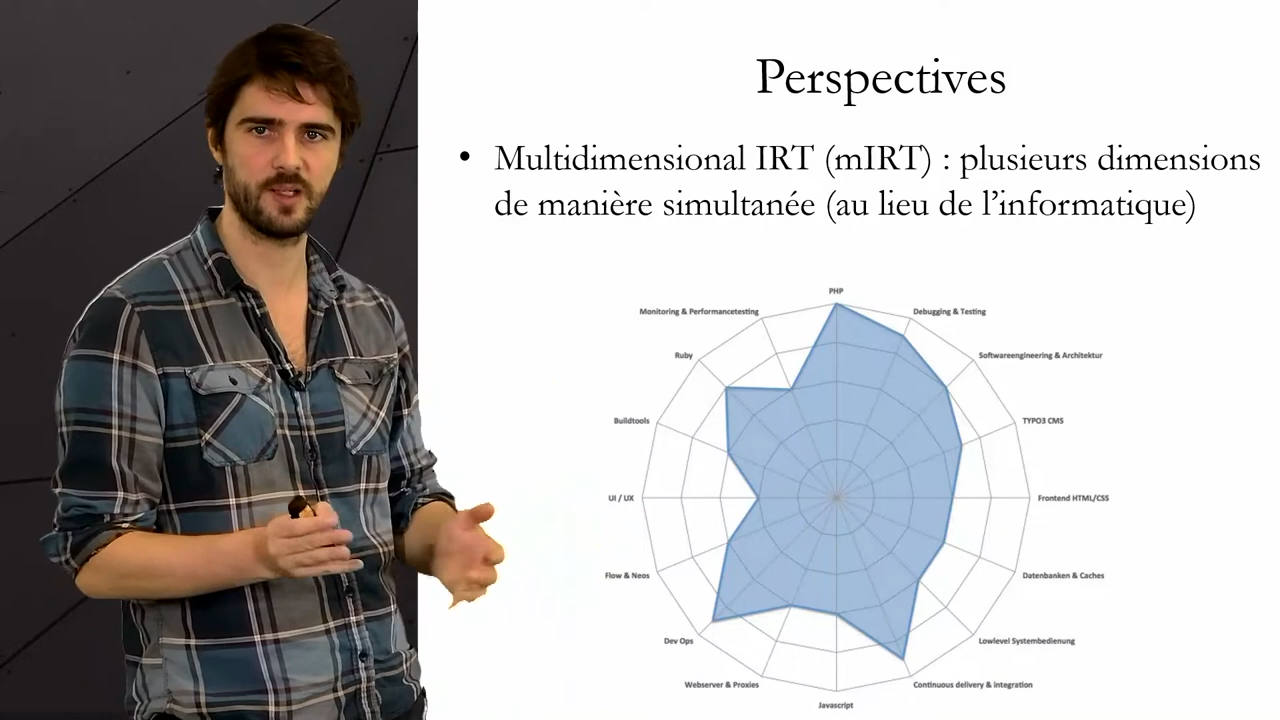 Perspectives
• Multidimensional IRT (mIRT) : plusieurs dimensions
de manière simultanée (au lieu de l'informatique)
PHP
Monitoring & Performancetesting
Debugging & Testing
Ruby
Softwareengineering & Architektur
Buildtools
TYPO3 CMS
UI / UX
Frontend HTML/CSS
Flow & Neos
Datenbanken & Caches
Dev Ops
Lowlevel Systembedienung
Webserver & Proxies
Continuous delivery & integration
Javascript